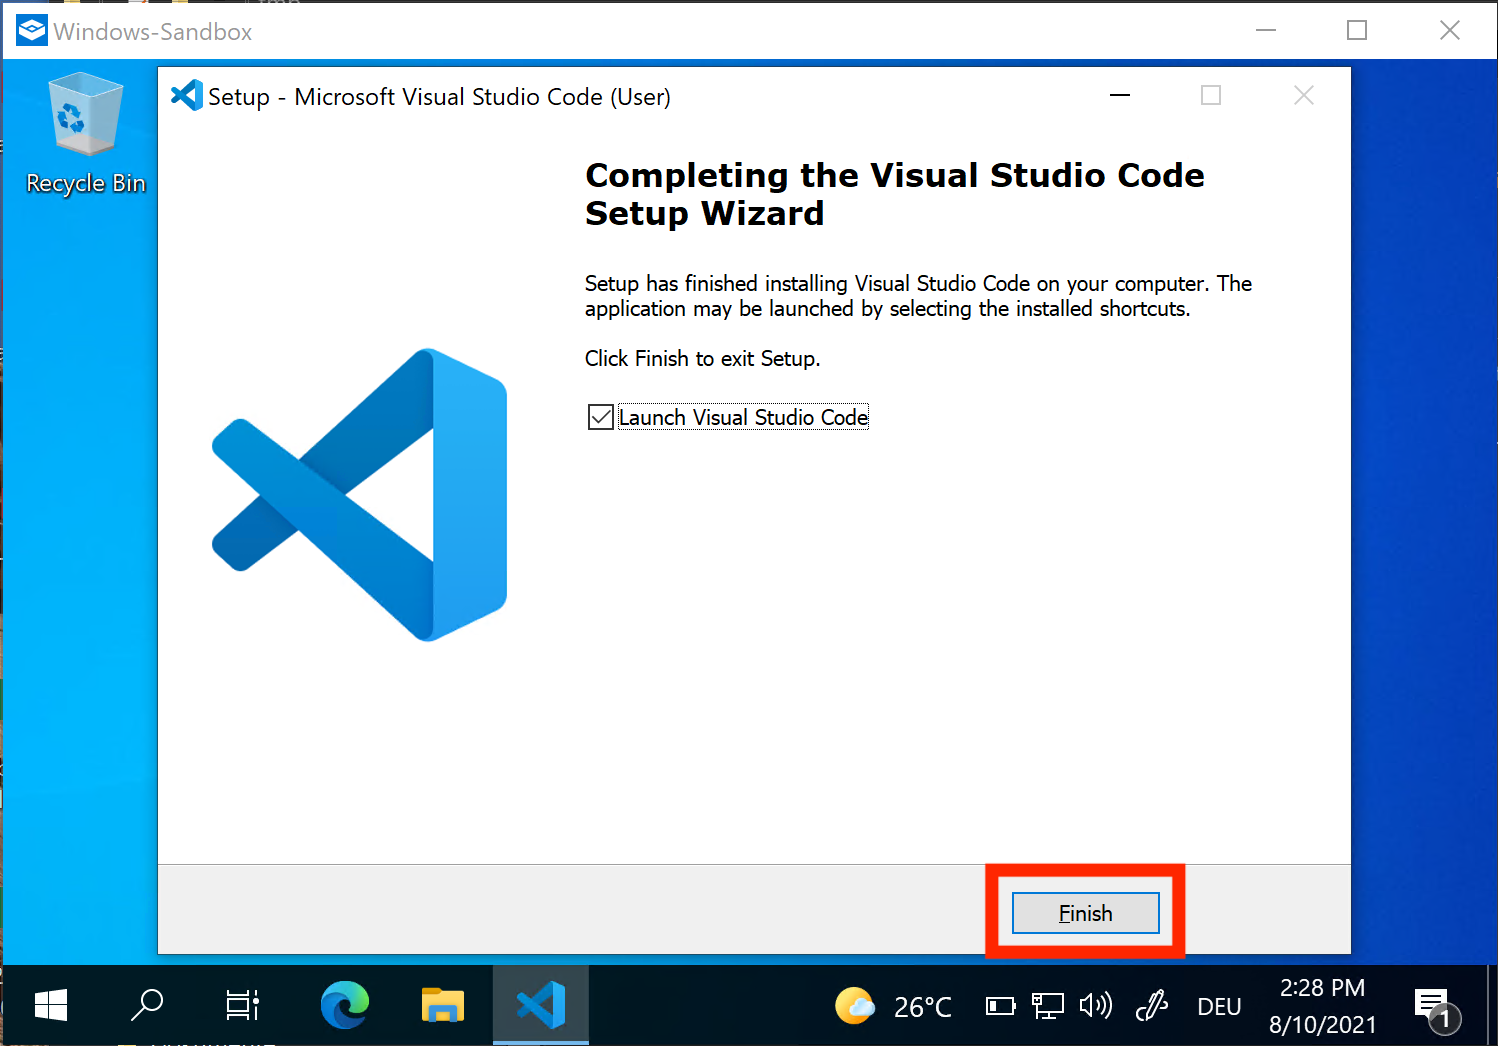 Windows-Sandbox
Setup - Microsoft Visual Studio Code (User)
Recycle Bin
Completing the Visual Studio Code
Setup Wizard
Setup has finished installing Visual Studio Code on your computer. The
application may be launched by selecting the installed shortcuts.
Click Finish to exit Setup.
Launch Visual Studio Code
Finish
26°C
DEU
2:28 PM
8/10/2021
1